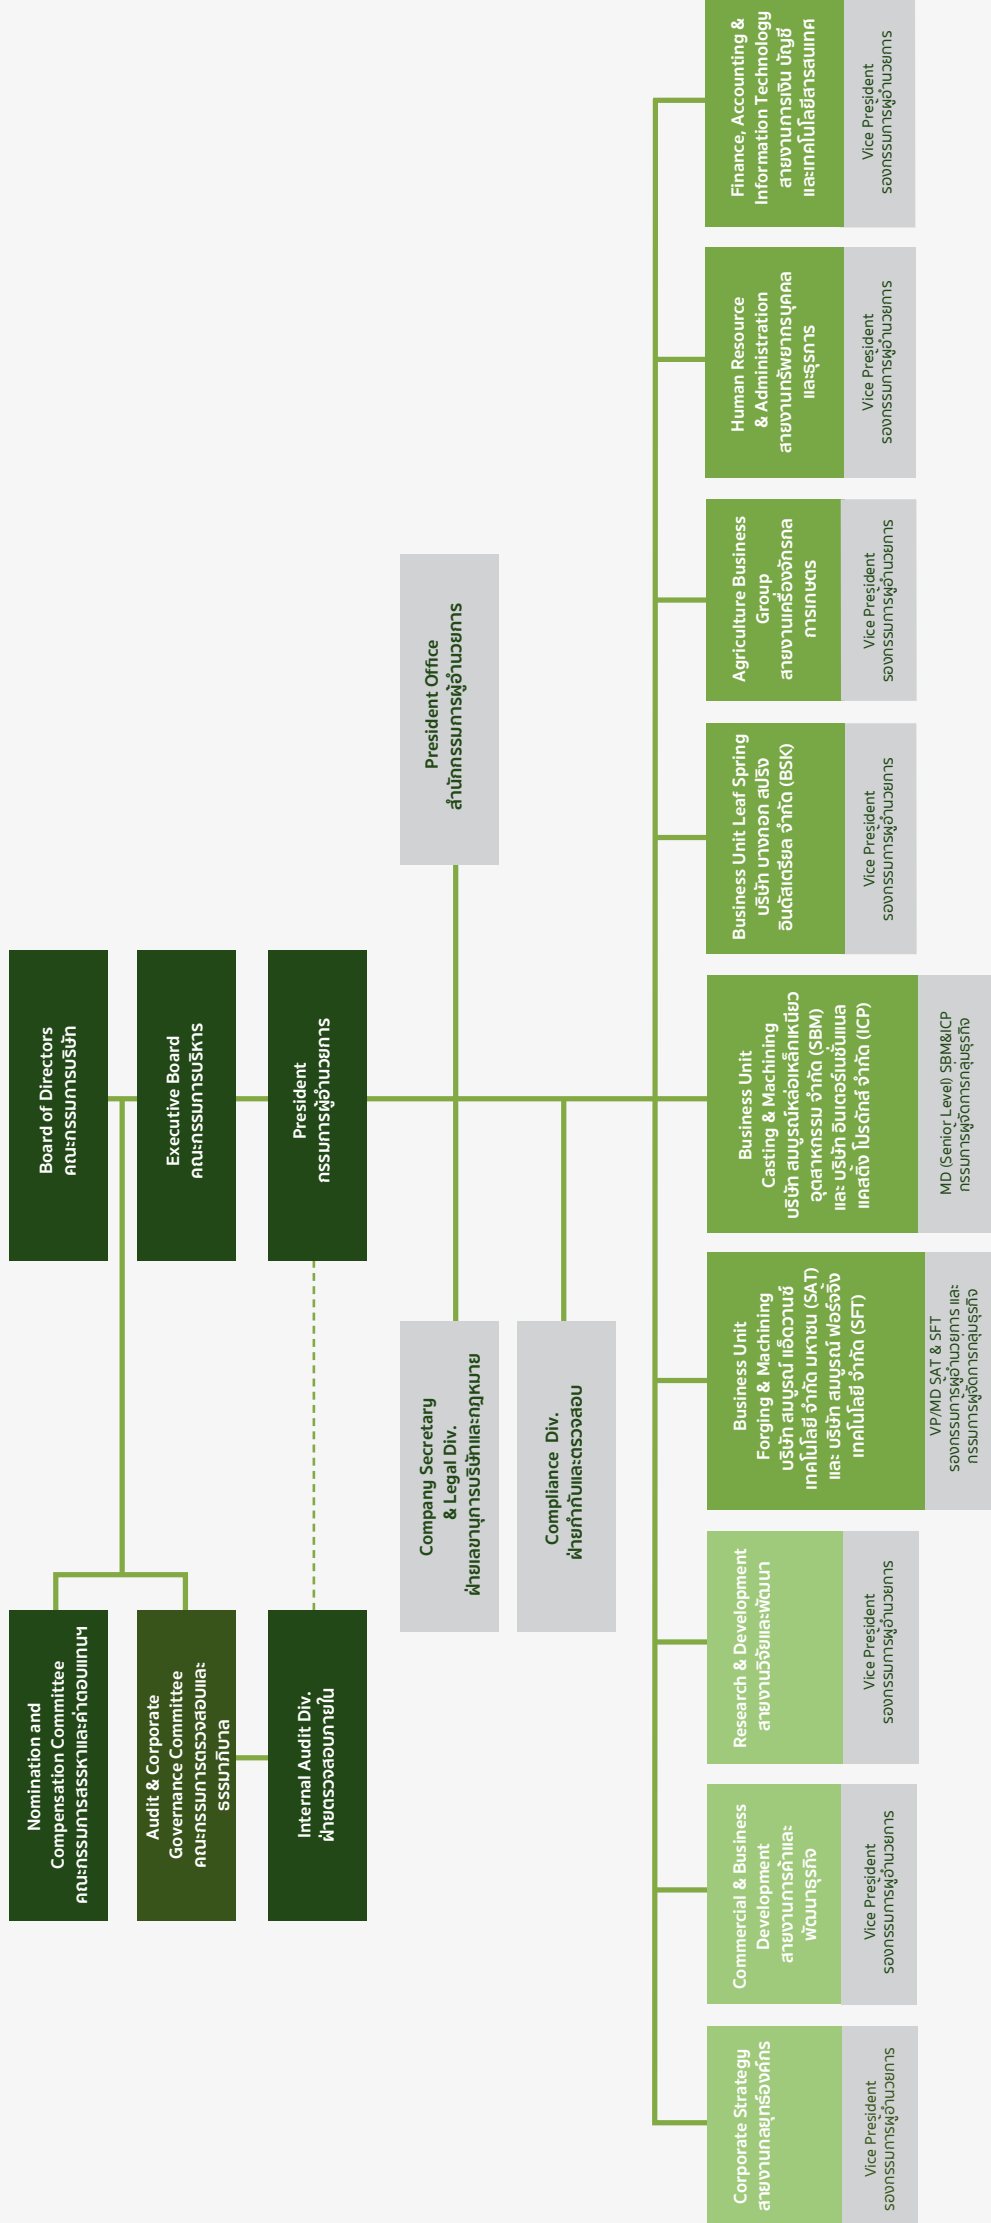 Board of Directors
คณะกรรมการบริษัท
Executive Board
คณะกรรมการบริหาร
President
กรรมการผู้อำนวยการ
Nomination and
Compensation Committee
คณะกรรมการสรรหาและค่าตอบแทนฯ
Audit & Corporate
Governance Committee
คณะกรรมการตรวจสอบและ
ธรรมาภิบาล
Internal Audit Div.
ฝ่ายตรวจสอบภายใน
President Office
สำนักกรรมการผู้อำนวยการ
Company Secretary
& Legal Div.
ฝ่ายเลขานุการบริษัทและกฎหมาย
Compliance Div.
ฝ่ายกำกับและตรวจสอบ
Corporate Strategy
สายงานกลยุทธ์องค์กร
Vice President
รองกรรมการผู้อำนวยการ
Commercial & Business
Development
สายงานการค้าและ
พัฒนาธุรกิจ
Vice President
รองกรรมการผู้อำนวยการ
Research & Development
สายงานวิจัยและพัฒนา
Vice President
รองกรรมการผู้อำนวยการ
Business Unit
Forging & Machining
บริษัท สมบูรณ์ แอ็ดวานซ์
เทคโนโลยี จำกัด มหาชน (SAT)
และ บริษัท สมบูรณ์ ฟอร์จจิ้ง
เทคโนโลยี จำกัด (SFT)
VP/MD SAT & SFT
รองกรรมการผู้อำนวยการ และ
กรรมการผู้จัดการกลุ่มธุรกิจ
Business Unit
Casting & Machining
บริษัท สมบูรณ์หล่อเหล็กเหนียว
อุตสาหกรรม จำกัด (SBM)
และ บริษัท อินเตอร์เนชั่นแนล
แคสติ้ง โปรดักส์ จำกัด (ICP)
MD (Senior Level) SBM&ICP
กรรมการผู้จัดการกลุ่มธุรกิจ
Business Unit Leaf Spring
บริษัท บางกอก สปริง
อินดัสเตรียล จำกัด (BSK)
Vice President
รองกรรมการผู้อำนวยการ
Agriculture Business
Group
สายงานเครื่องจักรกล
การเกษตร
Vice President
รองกรรมการผู้อำนวยการ
Human Resource
& Administration
สายงานทรัพยากรบุคคล
และธุรการ
Vice President
รองกรรมการผู้อำนวยการ
Finance, Accounting &
Information Technology
สายงานการเงิน บัญชี
และเทคโนโลยีสารสนเทศ
Vice President
รองกรรมการผู้อำนวยการ